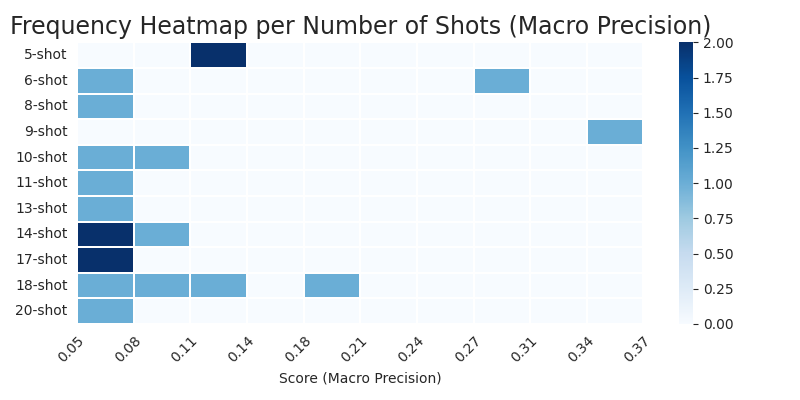 Frequency Heatmap per Number of Shots (Macro Precision)
5-shot
6-shot
8-shot
9-shot
10-shot
11-shot
13-shot
14-shot
17-shot
18-shot
20-shot
0.05 0.08 0.11 0.14 0.18 0.21 0.24 0.27 0.31 0.34 0.37
Score (Macro Precision)
2.00
1.75
1.50
1.25
1.00
0.75
0.50
0.25
0.00